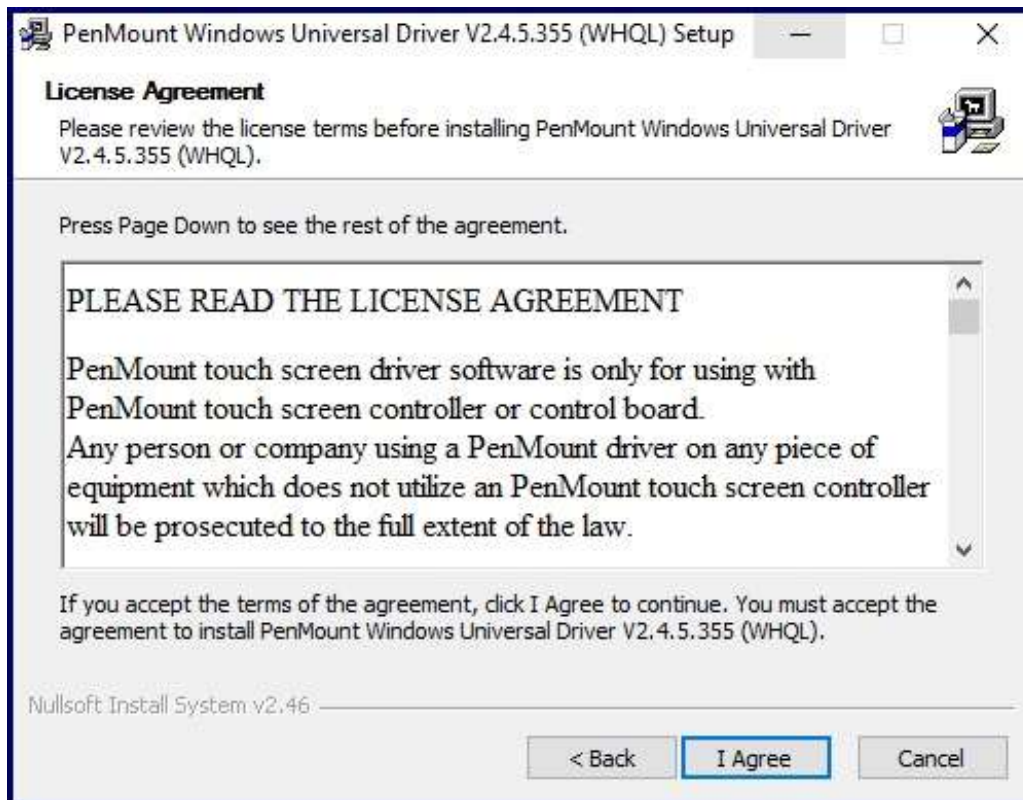 PenMount Windows Universal Driver V2.4.5.355 (WHQL) Setup
License Agreement
Please review the license terms before installing PenMount Windows Universal Driver
V2.4.5.355 (WHQL).
Press Page Down to see the rest of the agreement.
PLEASE READ THE LICENSE AGREEMENT
PenMount touch screen driver software is only for using with
PenMount touch screen controller or control board.
Any person or company using a PenMount driver on any piece of
equipment which does not utilize an PenMount touch screen controller
will be prosecuted to the full extent of the law.
If you accept the terms of the agreement, click I Agree to continue. You must accept the
agreement to install PenMount Windows Universal Driver V2.4.5.355 (WHQL).
Nullsoft Install System v2.46
< Back I Agree Cancel